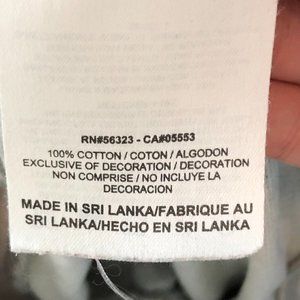 RN#56323 - CA#05553
100% COTTON / COTON / ALGODON
EXCLUSIVE OF DECORATION / DECORATION
NON COMPRISE / NO INCLUYE LA
DECORACION
MADE IN SRI LANKA/FABRIQUE AU
SRI LANKA/HECHO EN SRI LANKA